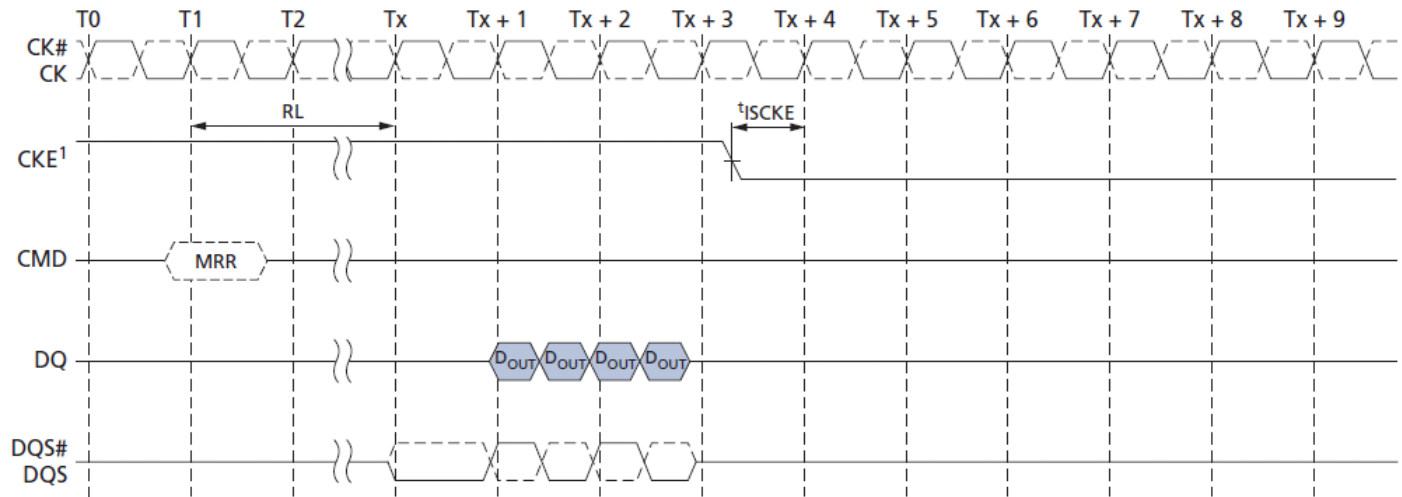 T0 T1 T2 Tx Tx + 1 Tx + 2 Tx + 3 Tx + 4 Tx + 5 Tx + 6 Tx + 7 Tx + 8 Tx + 9
CK#
CK
RL tISCKE
CKE1
CMD MRR
DQ DOUT DOUT DOUT DOUT
DQS#
DQS